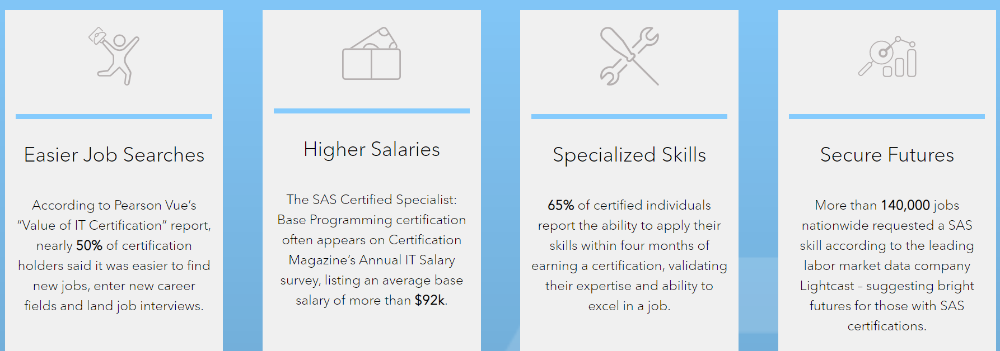 Easier Job Searches
According to Pearson Vue’s
“Value of IT Certification” report,
nearly 50% of certification
holders said it was easier to find
new jobs, enter new career
fields and land job interviews.
Higher Salaries
The SAS Certified Specialist:
Base Programming certification
often appears on Certification
Magazine’s Annual IT Salary
survey, listing an average base
salary of more than $92k.
Specialized Skills
65% of certified individuals
report the ability to apply their
skills within four months of
earning a certification, validating
their expertise and ability to
excel in a job.
Secure Futures
More than 140,000 jobs
nationwide requested a SAS
skill according to the leading
labor market data company
Lightcast – suggesting bright
futures for those with SAS
certifications.